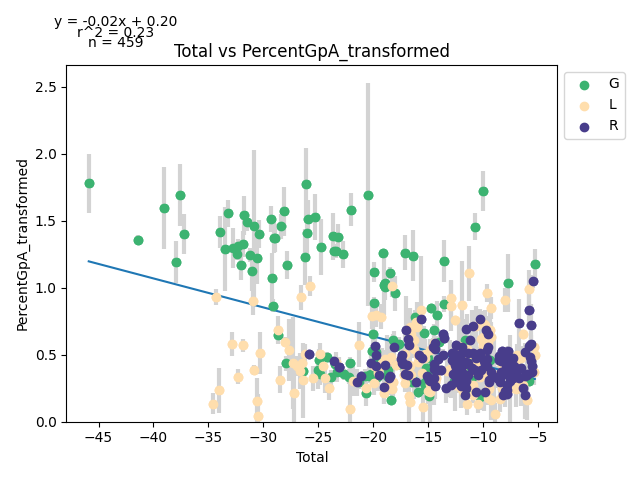 y = -0.02x + 0.20
r^2 = 0.23
n = 459
Total vs PercentGpA_transformed
G
L
R
PercentGpA_transformed
2.5
2.0
1.5
1.0
0.5
0.0
−45
−40
−35
−30
−25
−20
−15
−10
−5
Total